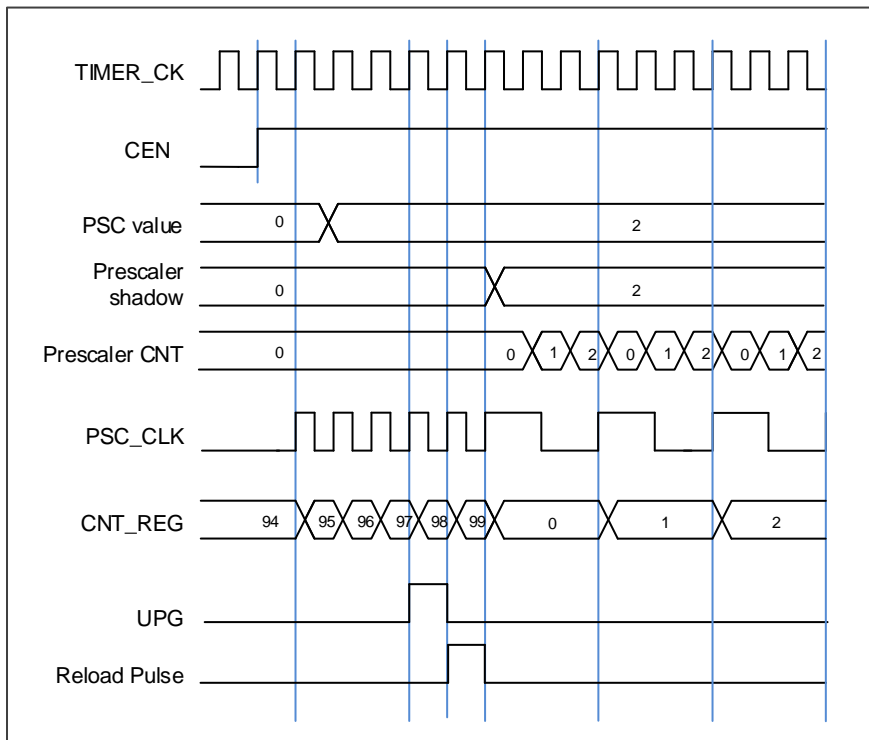 TIMER_CK
CEN
PSC value 0 2
Prescaler
shadow 0 2
Prescaler CNT 0 0 1 2 0 1 2 0 1 2
PSC_CLK
CNT_REG 94 95 96 97 98 99 0 1 2
UPG
Reload Pulse